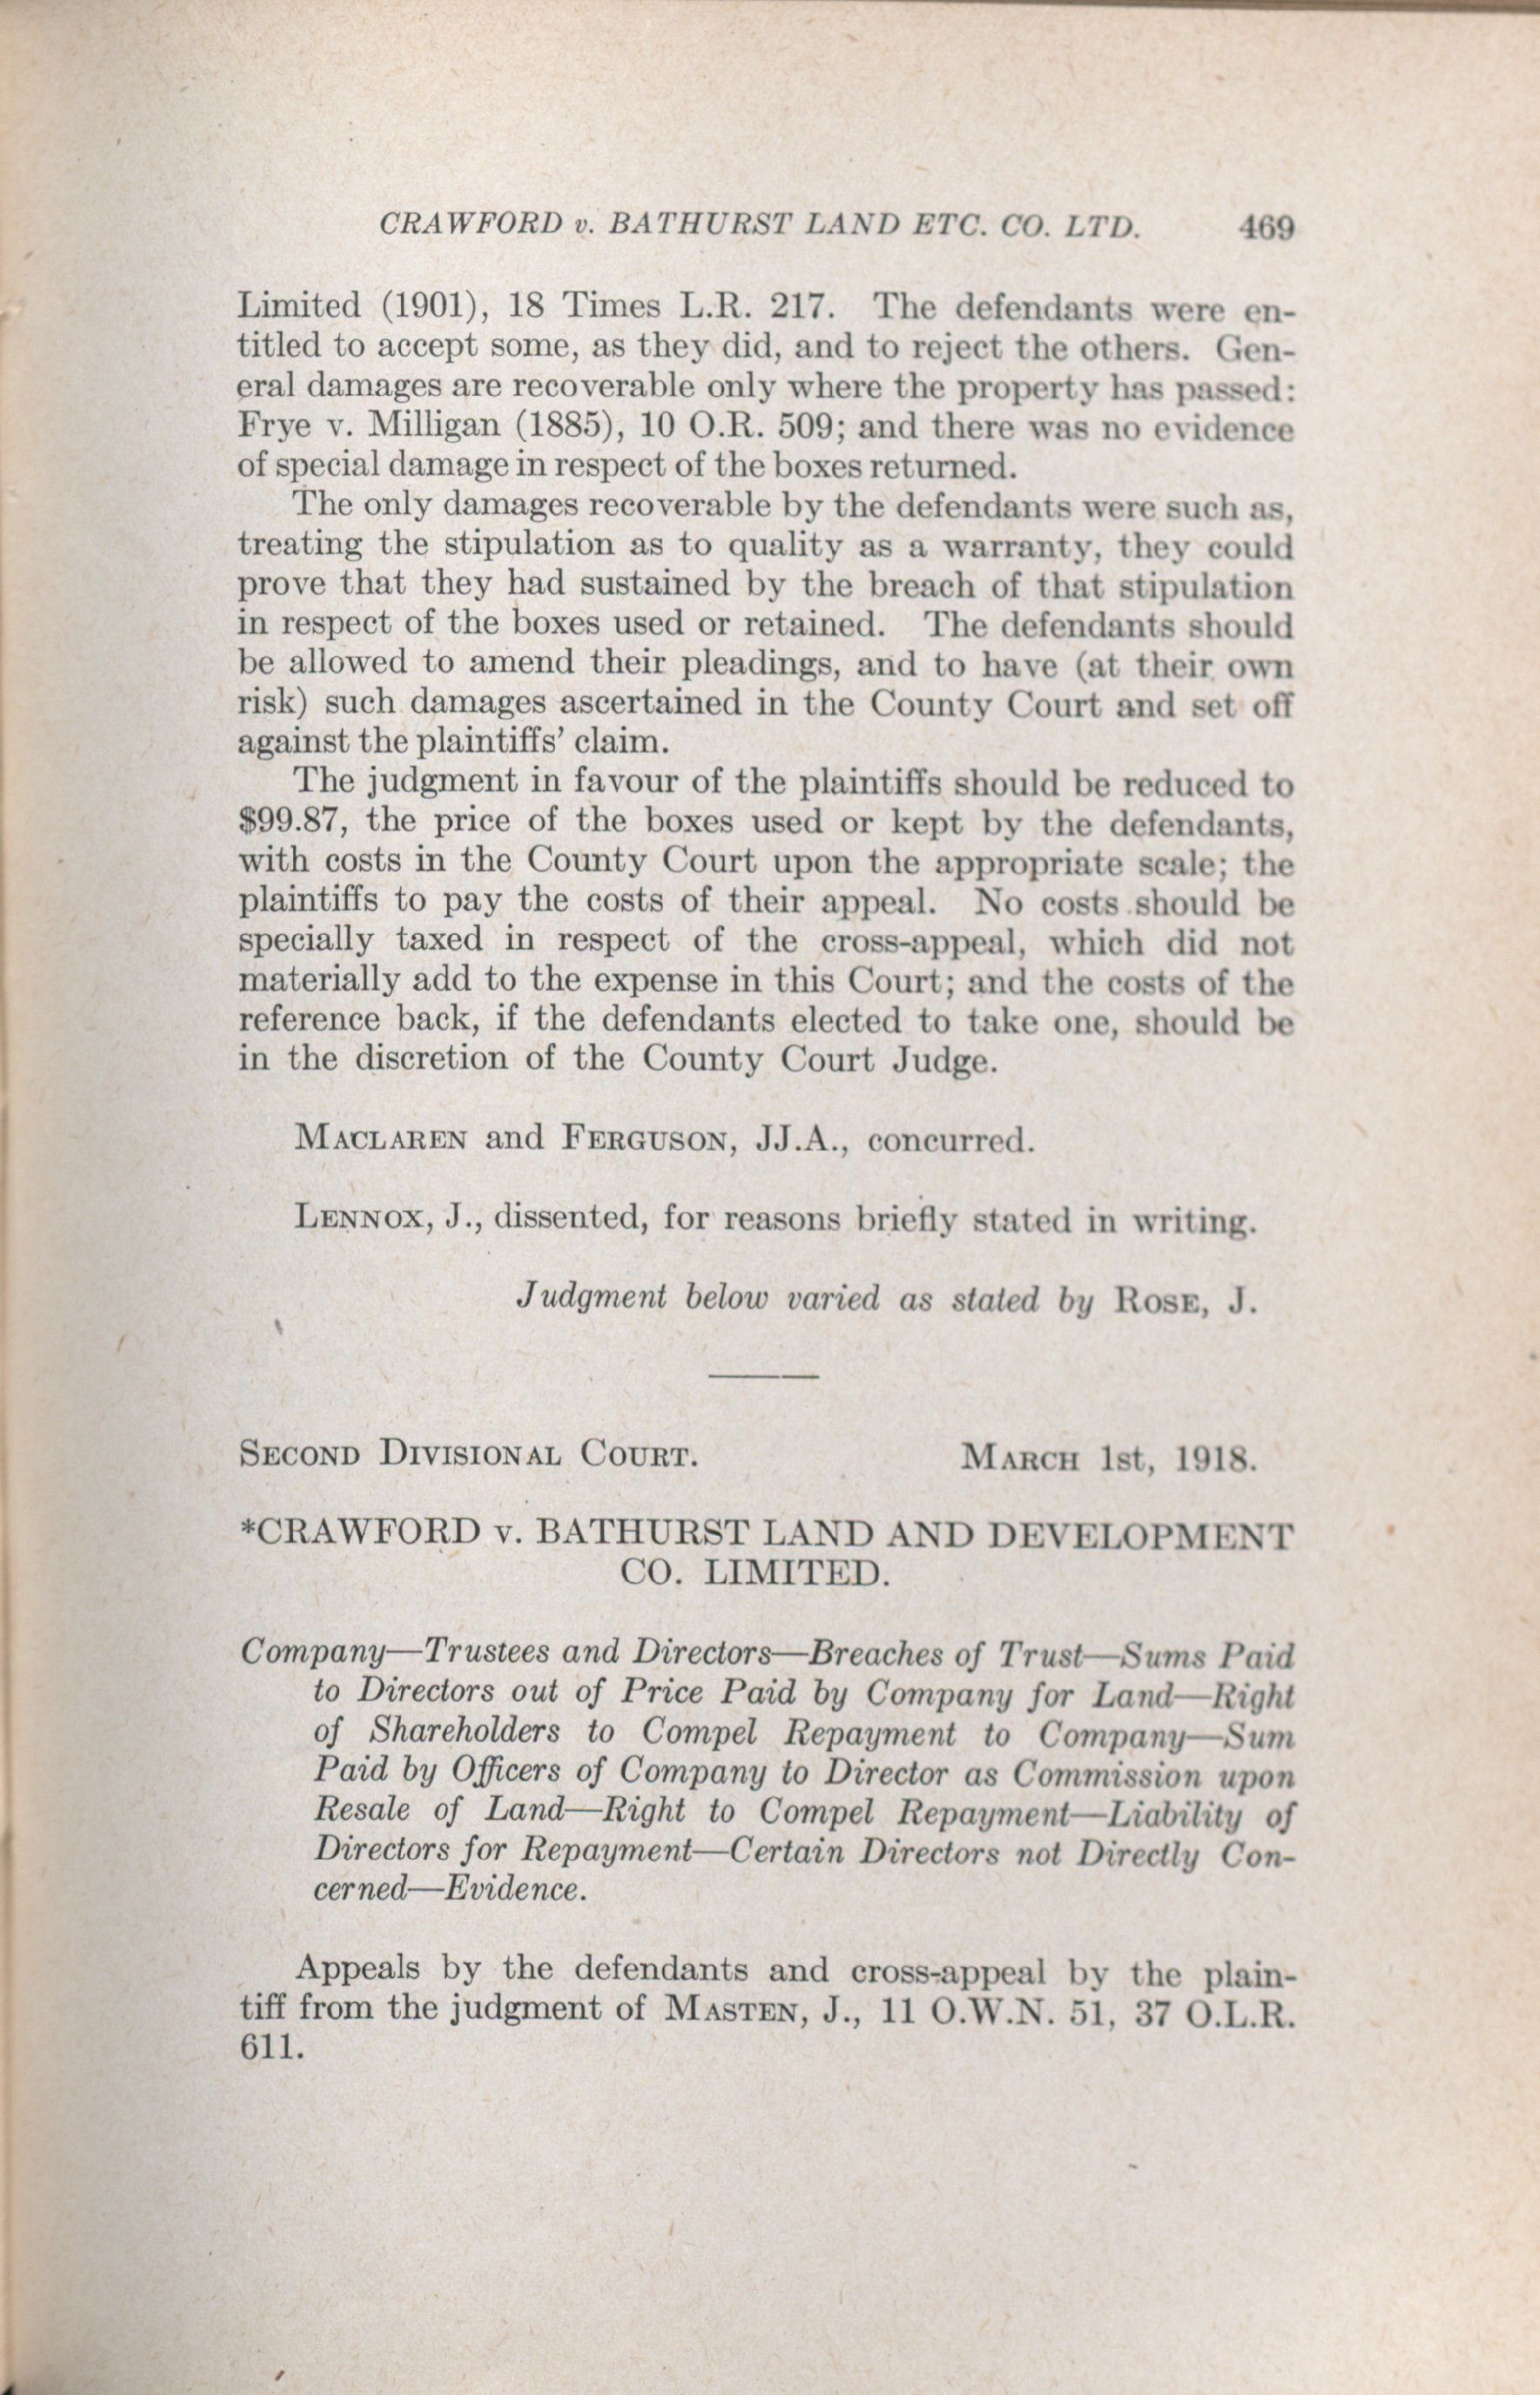 CRAWFORD v. BATHURST LAND ETC. CO. LTD. 469
Limited (1901), 18 Times L.R. 217. The defendants were en-
titled to accept some, as they did, and to reject the others. Gen-
eral damages are recoverable only where the property has passed:
Frye v. Milligan (1885), 10 O.R. 509; and there was no evidence
of special damage in respect of the boxes returned.
The only damages recoverable by the defendants were such as,
treating the stipulation as to quality as a warranty, they could
prove that they had sustained by the breach of that stipulation
in respect of the boxes used or retained. The defendants should
be allowed to amend their pleadings, and to have (at their own
risk) such damages ascertained in the County Court and set off
against the plaintiffs' claim.
The judgment in favour of the plaintiffs should be reduced to
$99.87, the price of the boxes used or kept by the defendants,
with costs in the County Court upon the appropriate scale; the
plaintiffs to pay the costs of their appeal. No costs should be
specially taxed in respect of the cross-appeal, which did not
materially add to the expense in this Court; and the costs of the
reference back, if the defendants elected to take one, should be
in the discretion of the County Court Judge.
MACLAREN and FERGUSON, JJ.A., concurred.
LENNOX, J., dissented, for reasons briefly stated in writing.
Judgment below varied as stated by ROSE, J.
SECOND DIVISIONAL COURT. MARCH 1st, 1918.
*CRAWFORD v. BATHURST LAND AND DEVELOPMENT
CO. LIMITED.
Company—Trustees and Directors—Breaches of Trust—Sums Paid
to Directors out of Price Paid by Company for Land—Right
of Shareholders to Compel Repayment to Company—Sum
Paid by Officers of Company to Director as Commission upon
Resale of Land—Right to Compel Repayment—Liability of
Directors for Repayment—Certain Directors not Directly Con-
cerned—Evidence.
Appeals by the defendants and cross-appeal by the plain-
tiff from the judgment of MASTEN, J., 11 O.W.N. 51, 37 O.L.R.
611.